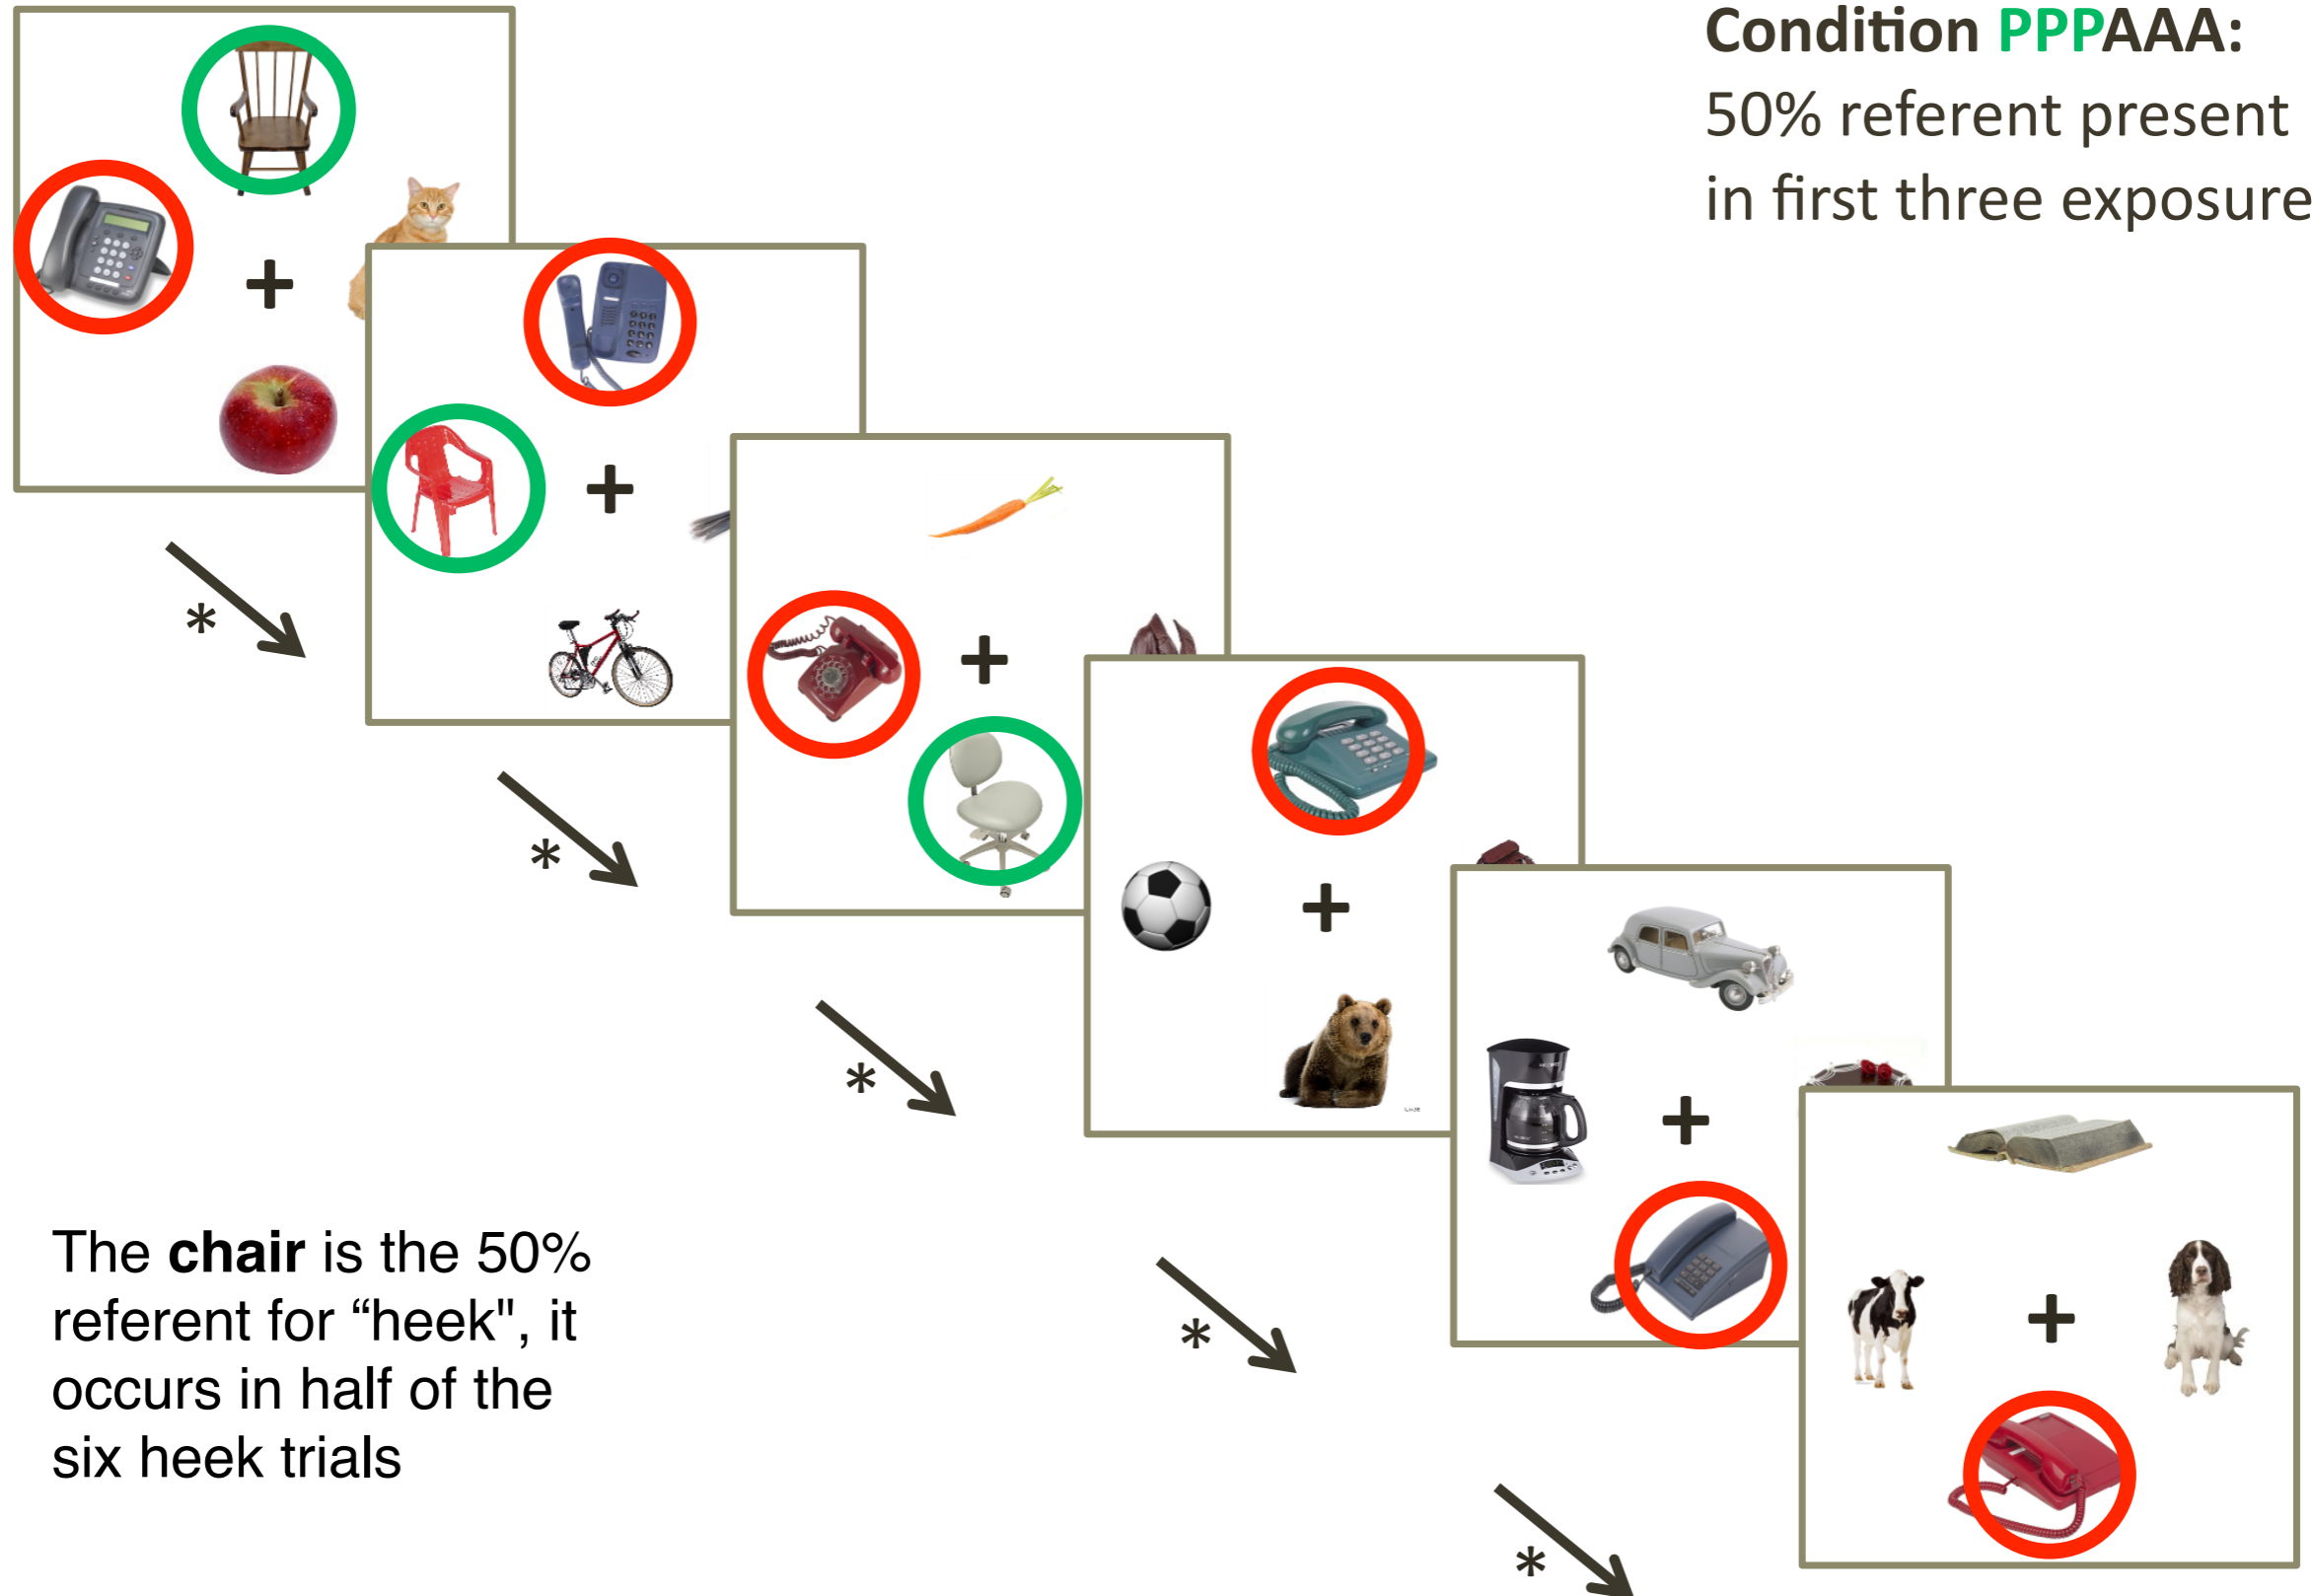 Condition PPPAAA:
50% referent present
in first three exposure
+
+
+
+
+
+
*
*
*
*
*
The chair is the 50%
referent for “heek", it
occurs in half of the
six heek trials